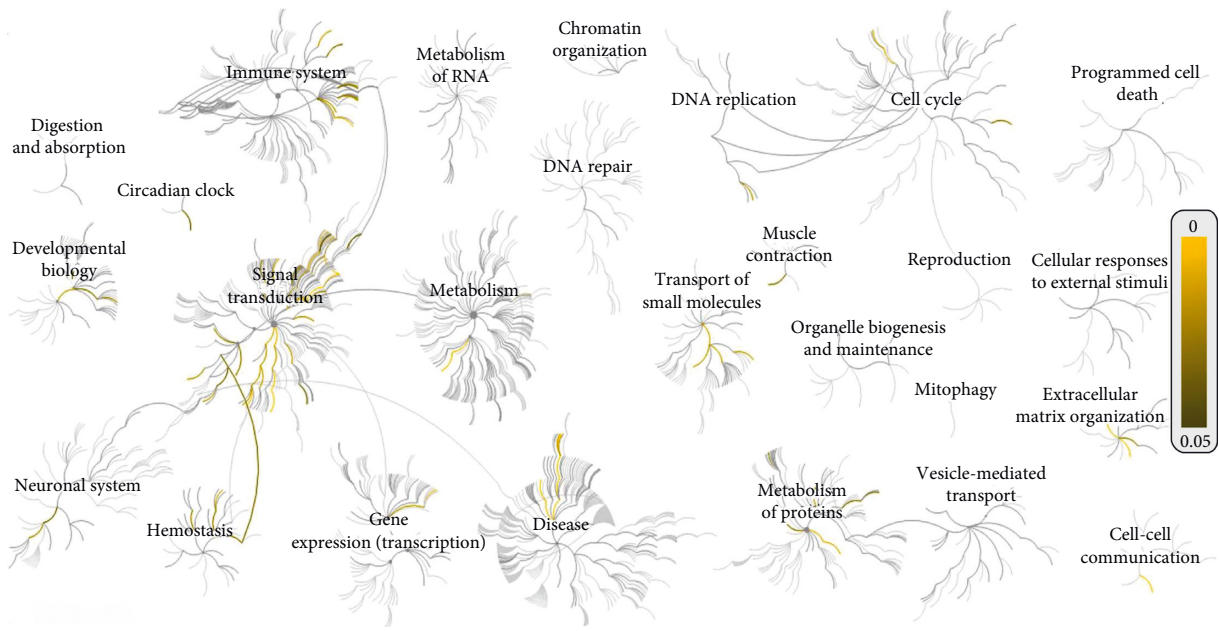 Chromatin
organization
Metabolism
of RNA
Immune system
DNA replication
Cell cycle
Programmed cell
death
Digestion
and absorption
DNA repair
Circadian clock
Developmental
biology
Signal
transduction
Metabolism
Muscle
contraction
Transport of
small molecules
Reproduction
Cellular responses
to external stimuli
Organelle biogenesis
and maintenance
Mitophagy
Extracellular
matrix organization
0
0.05
Neuronal system
Hemostasis
Gene
expression (transcription)
Disease
Metabolism
of proteins
Vesicle-mediated
transport
Cell-cell
communication